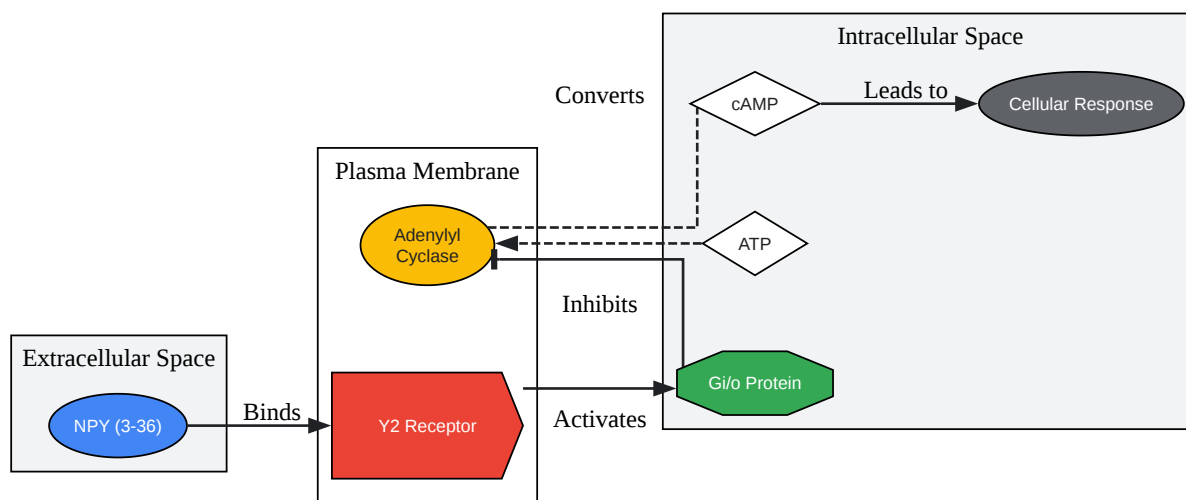 Intracellular Space
Converts
cAMP
Leads to
Cellular Response
Plasma Membrane
Adenylyl
Cyclase
ATP
Inhibits
Extracellular Space
NPY (3-36)
Binds
Y2 Receptor
Activates
Gi/o Protein